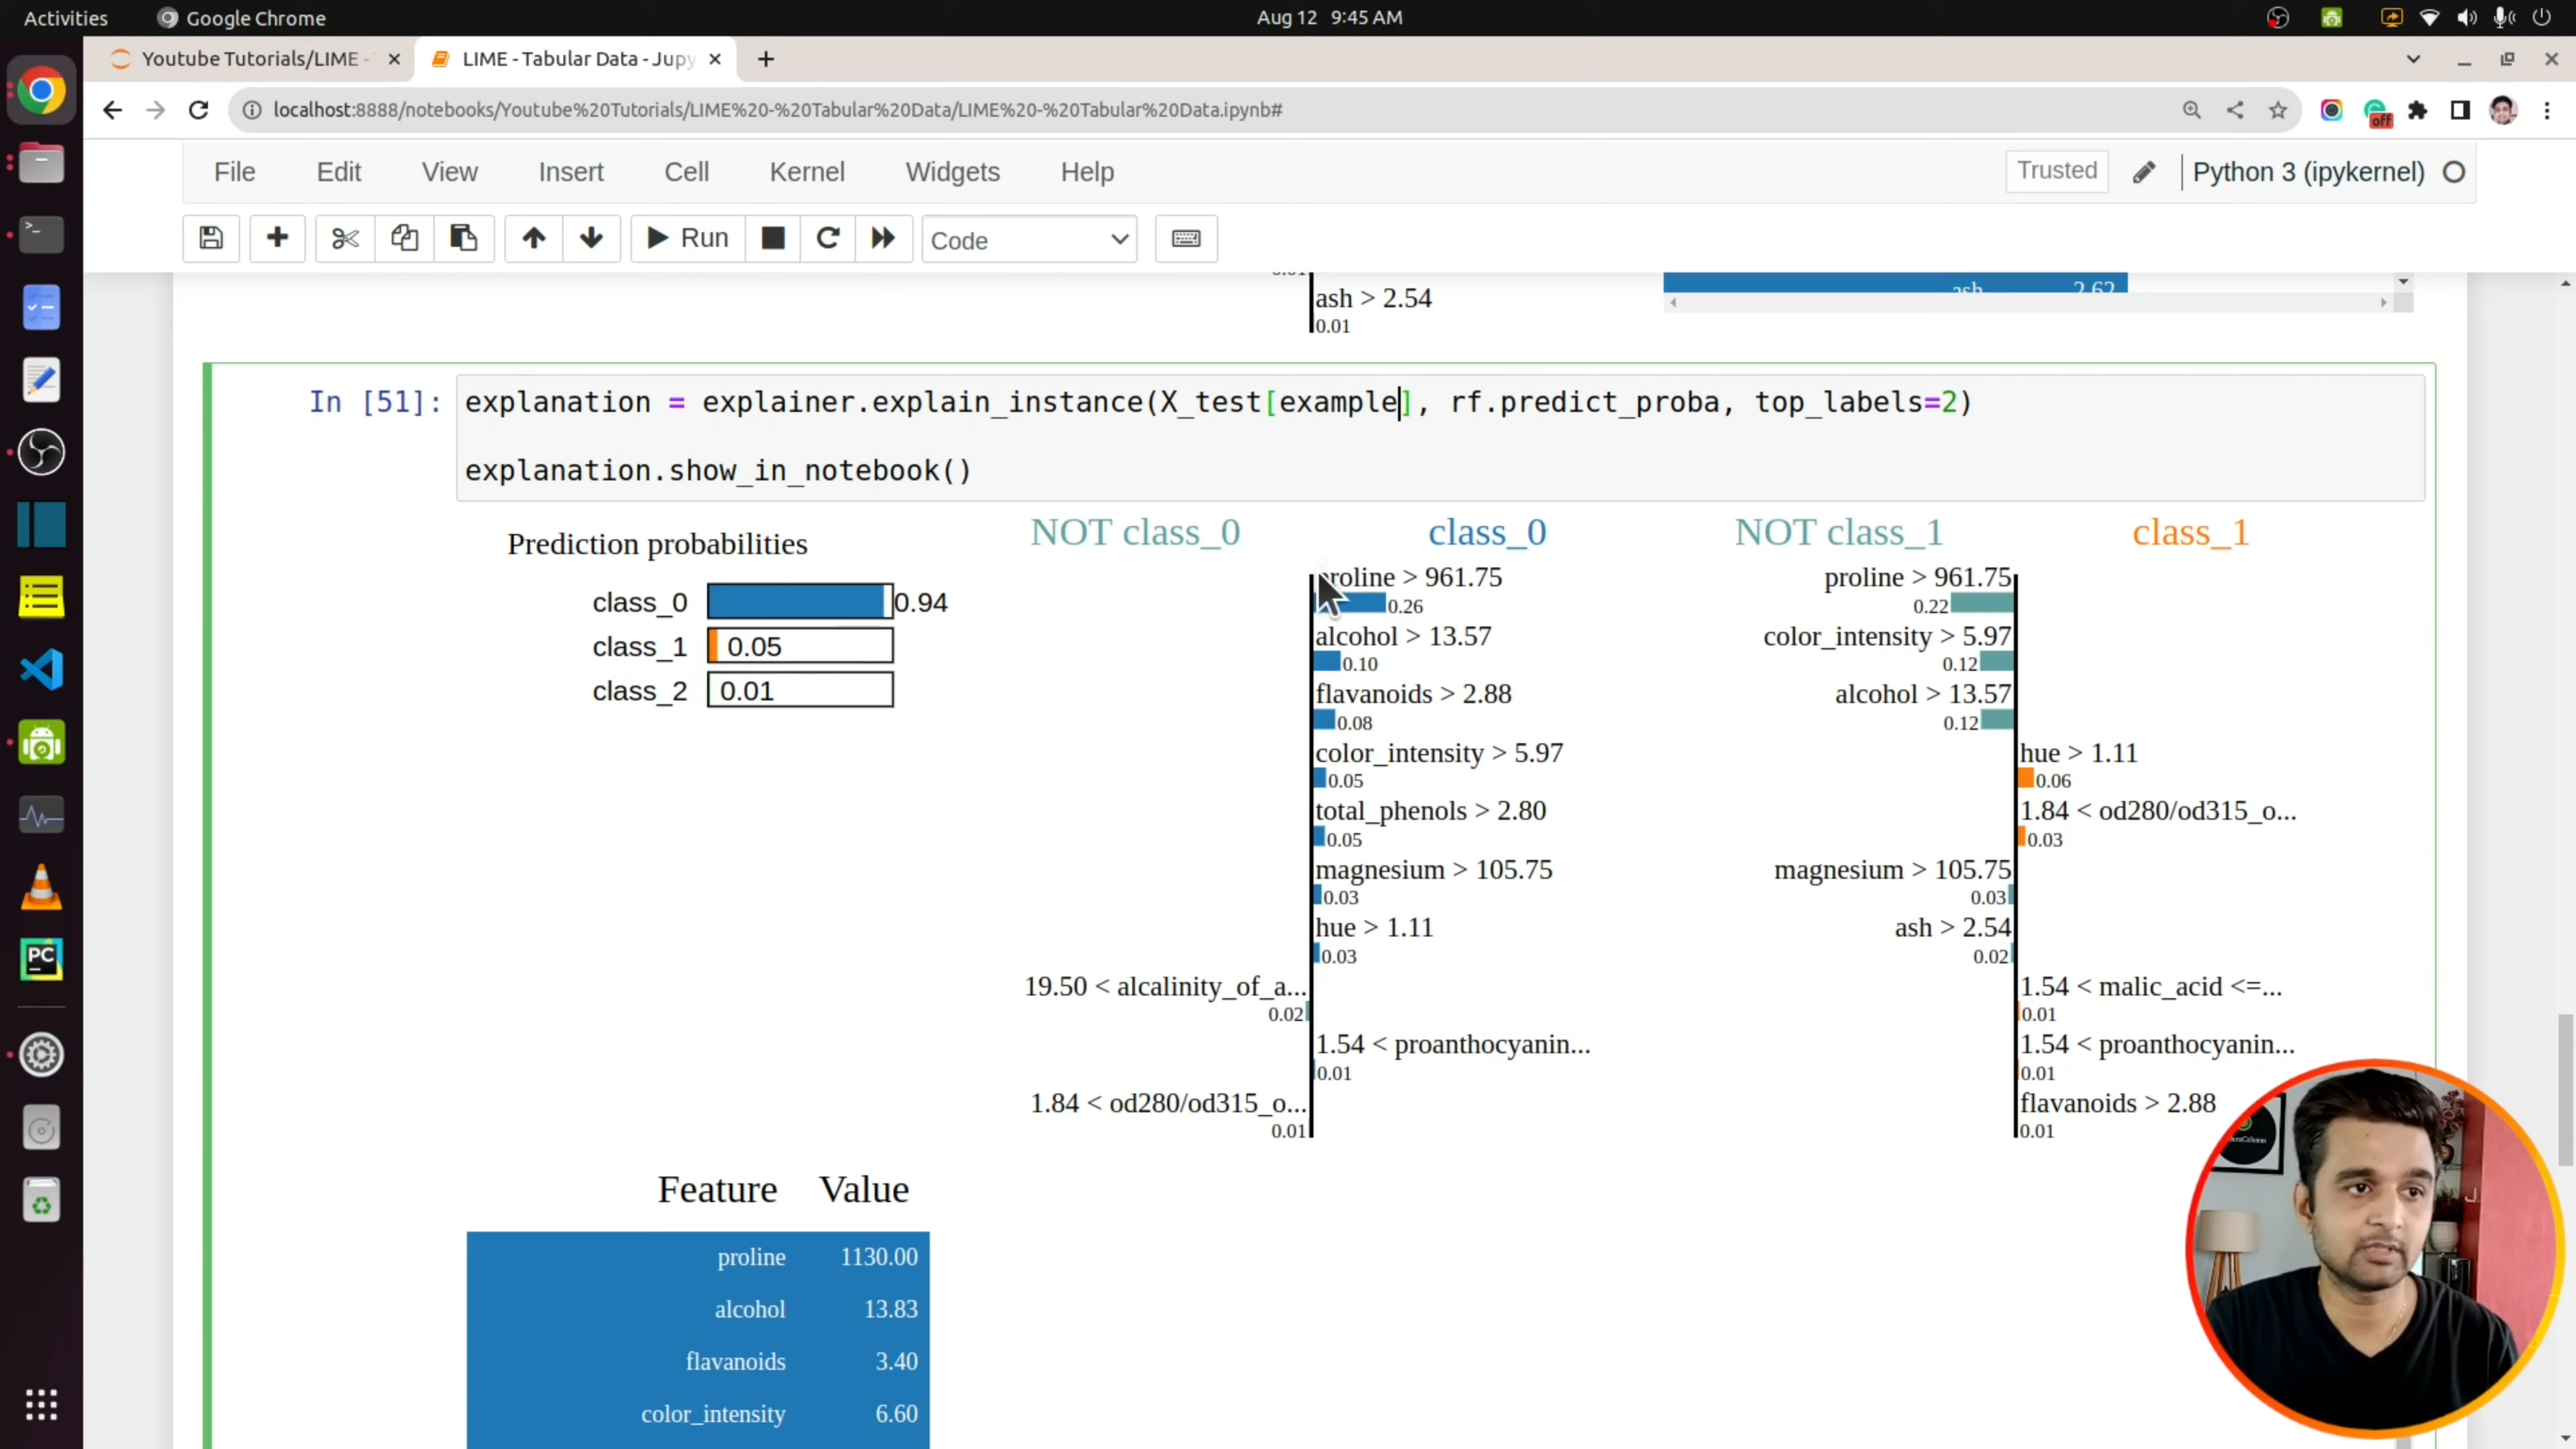 Activities
Google Chrome
Aug 12 9:45 AM
Youtube Tutorials/LIME -
LIME - Tabular Data - Jupy
localhost:8888/notebooks/Youtube%20Tutorials/LIME%20-%20Tabular%20Data/LIME%20-%20Tabular%20Data.ipynb#
off
File Edit View Insert Cell Kernel Widgets Help
Trusted
Python 3 (ipykernel)
Run
Code
ash > 2.54
0.01
ash 2.62
In [51]:
explanation = explainer.explain_instance(X_test[example], rf.predict_proba, top_labels=2)
explanation.show_in_notebook()
Prediction probabilities
class_0 0.94
class_1 0.05
class_2 0.01
NOT class_0 class_0
proline > 961.75
0.26
alcohol > 13.57
0.10
flavanoids > 2.88
0.08
color_intensity > 5.97
0.05
total_phenols > 2.80
0.05
magnesium > 105.75
0.03
hue > 1.11
0.03
19.50 < alcalinity_of_a...
0.02
1.54 < proanthocyanin...
0.01
1.84 < od280/od315_o...
0.01
NOT class_1 class_1
proline > 961.75
0.22
color_intensity > 5.97
0.12
alcohol > 13.57
0.12
hue > 1.11
0.06
1.84 < od280/od315_o...
0.03
magnesium > 105.75
0.03
ash > 2.54
0.02
1.54 < malic_acid <=...
0.01
1.54 < proanthocyanin...
0.01
flavanoids > 2.88
0.01
Feature Value
proline 1130.00
alcohol 13.83
flavanoids 3.40
color_intensity 6.60
PC